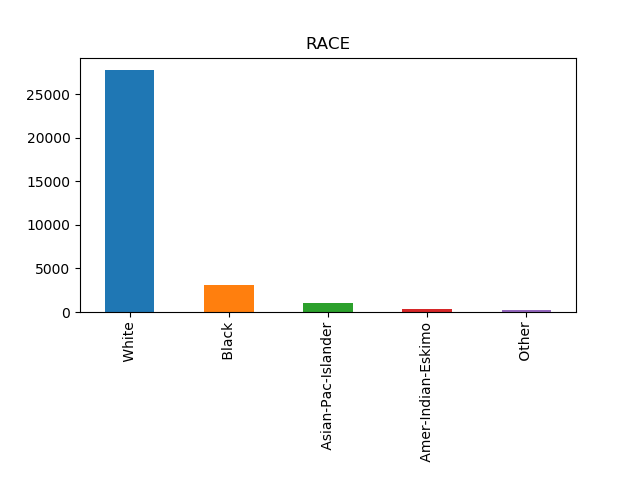 RACE
25000
20000
15000
10000
5000
0
White
Black
Asian-Pac-Islander
Amer-Indian-Eskimo
Other